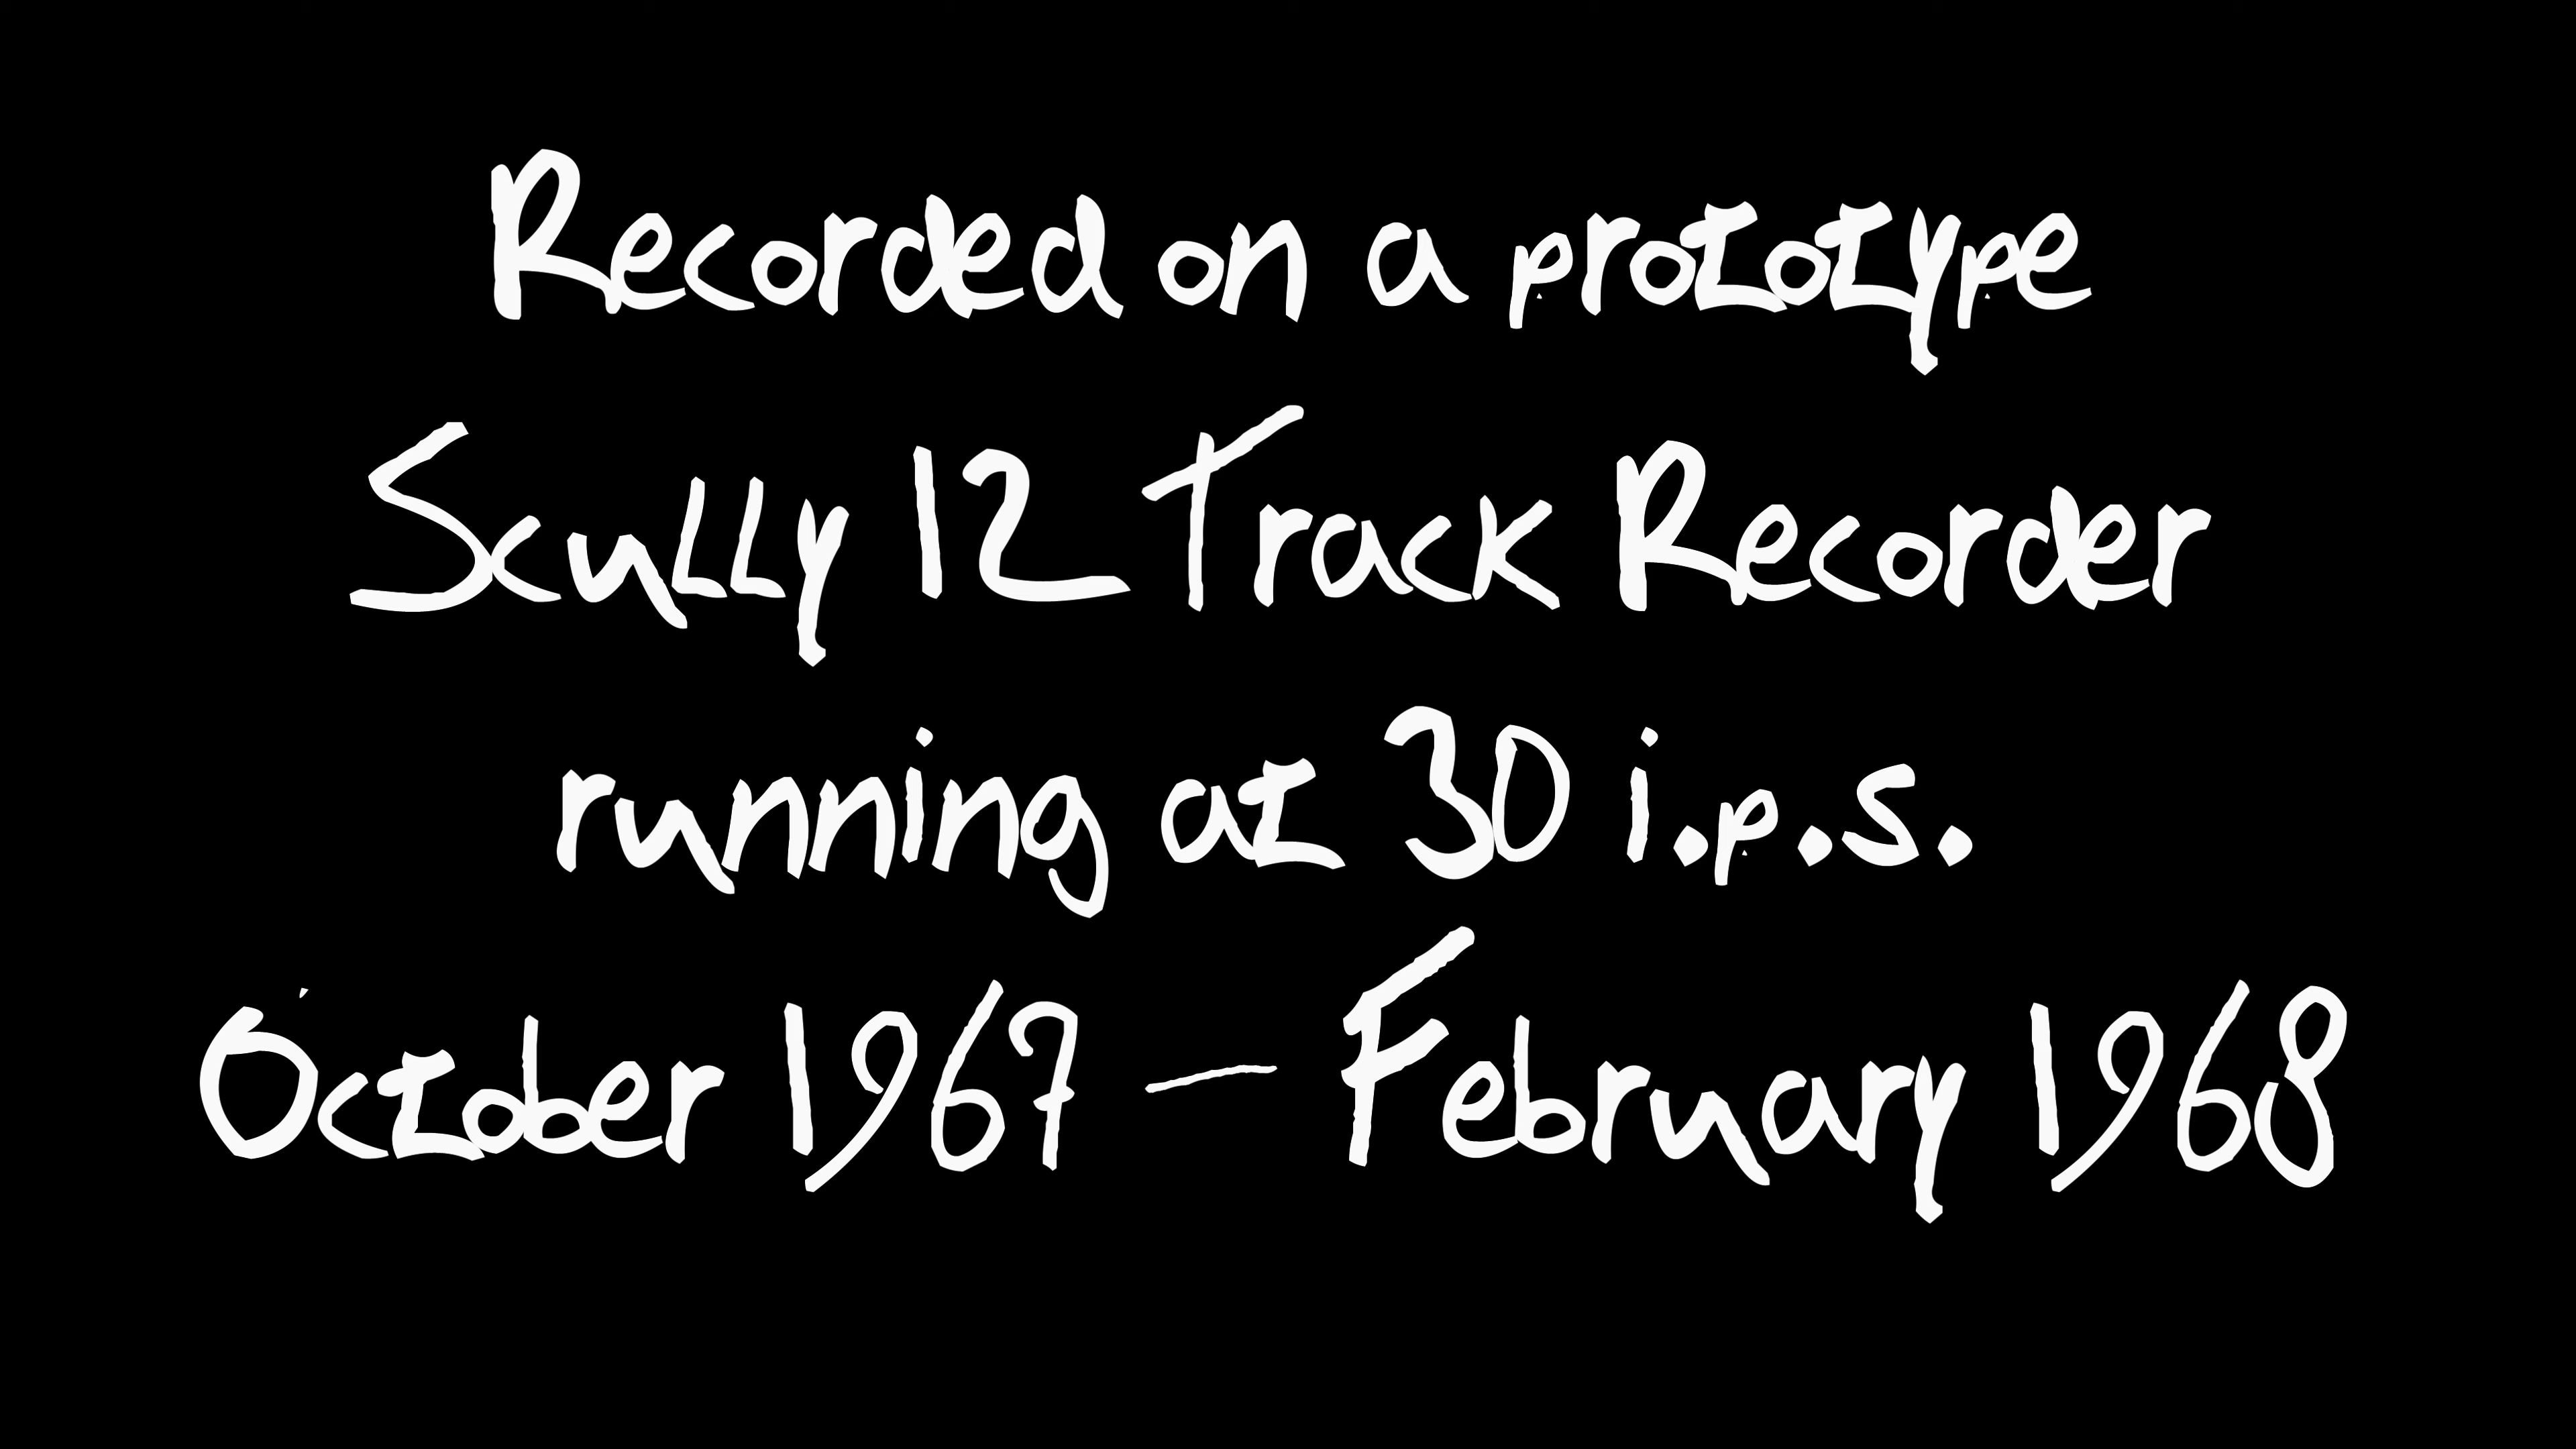 Recorded on a prototype
Scully 12 Track Recorder
running at 30 i.p.s.
October 1967 – February 1968